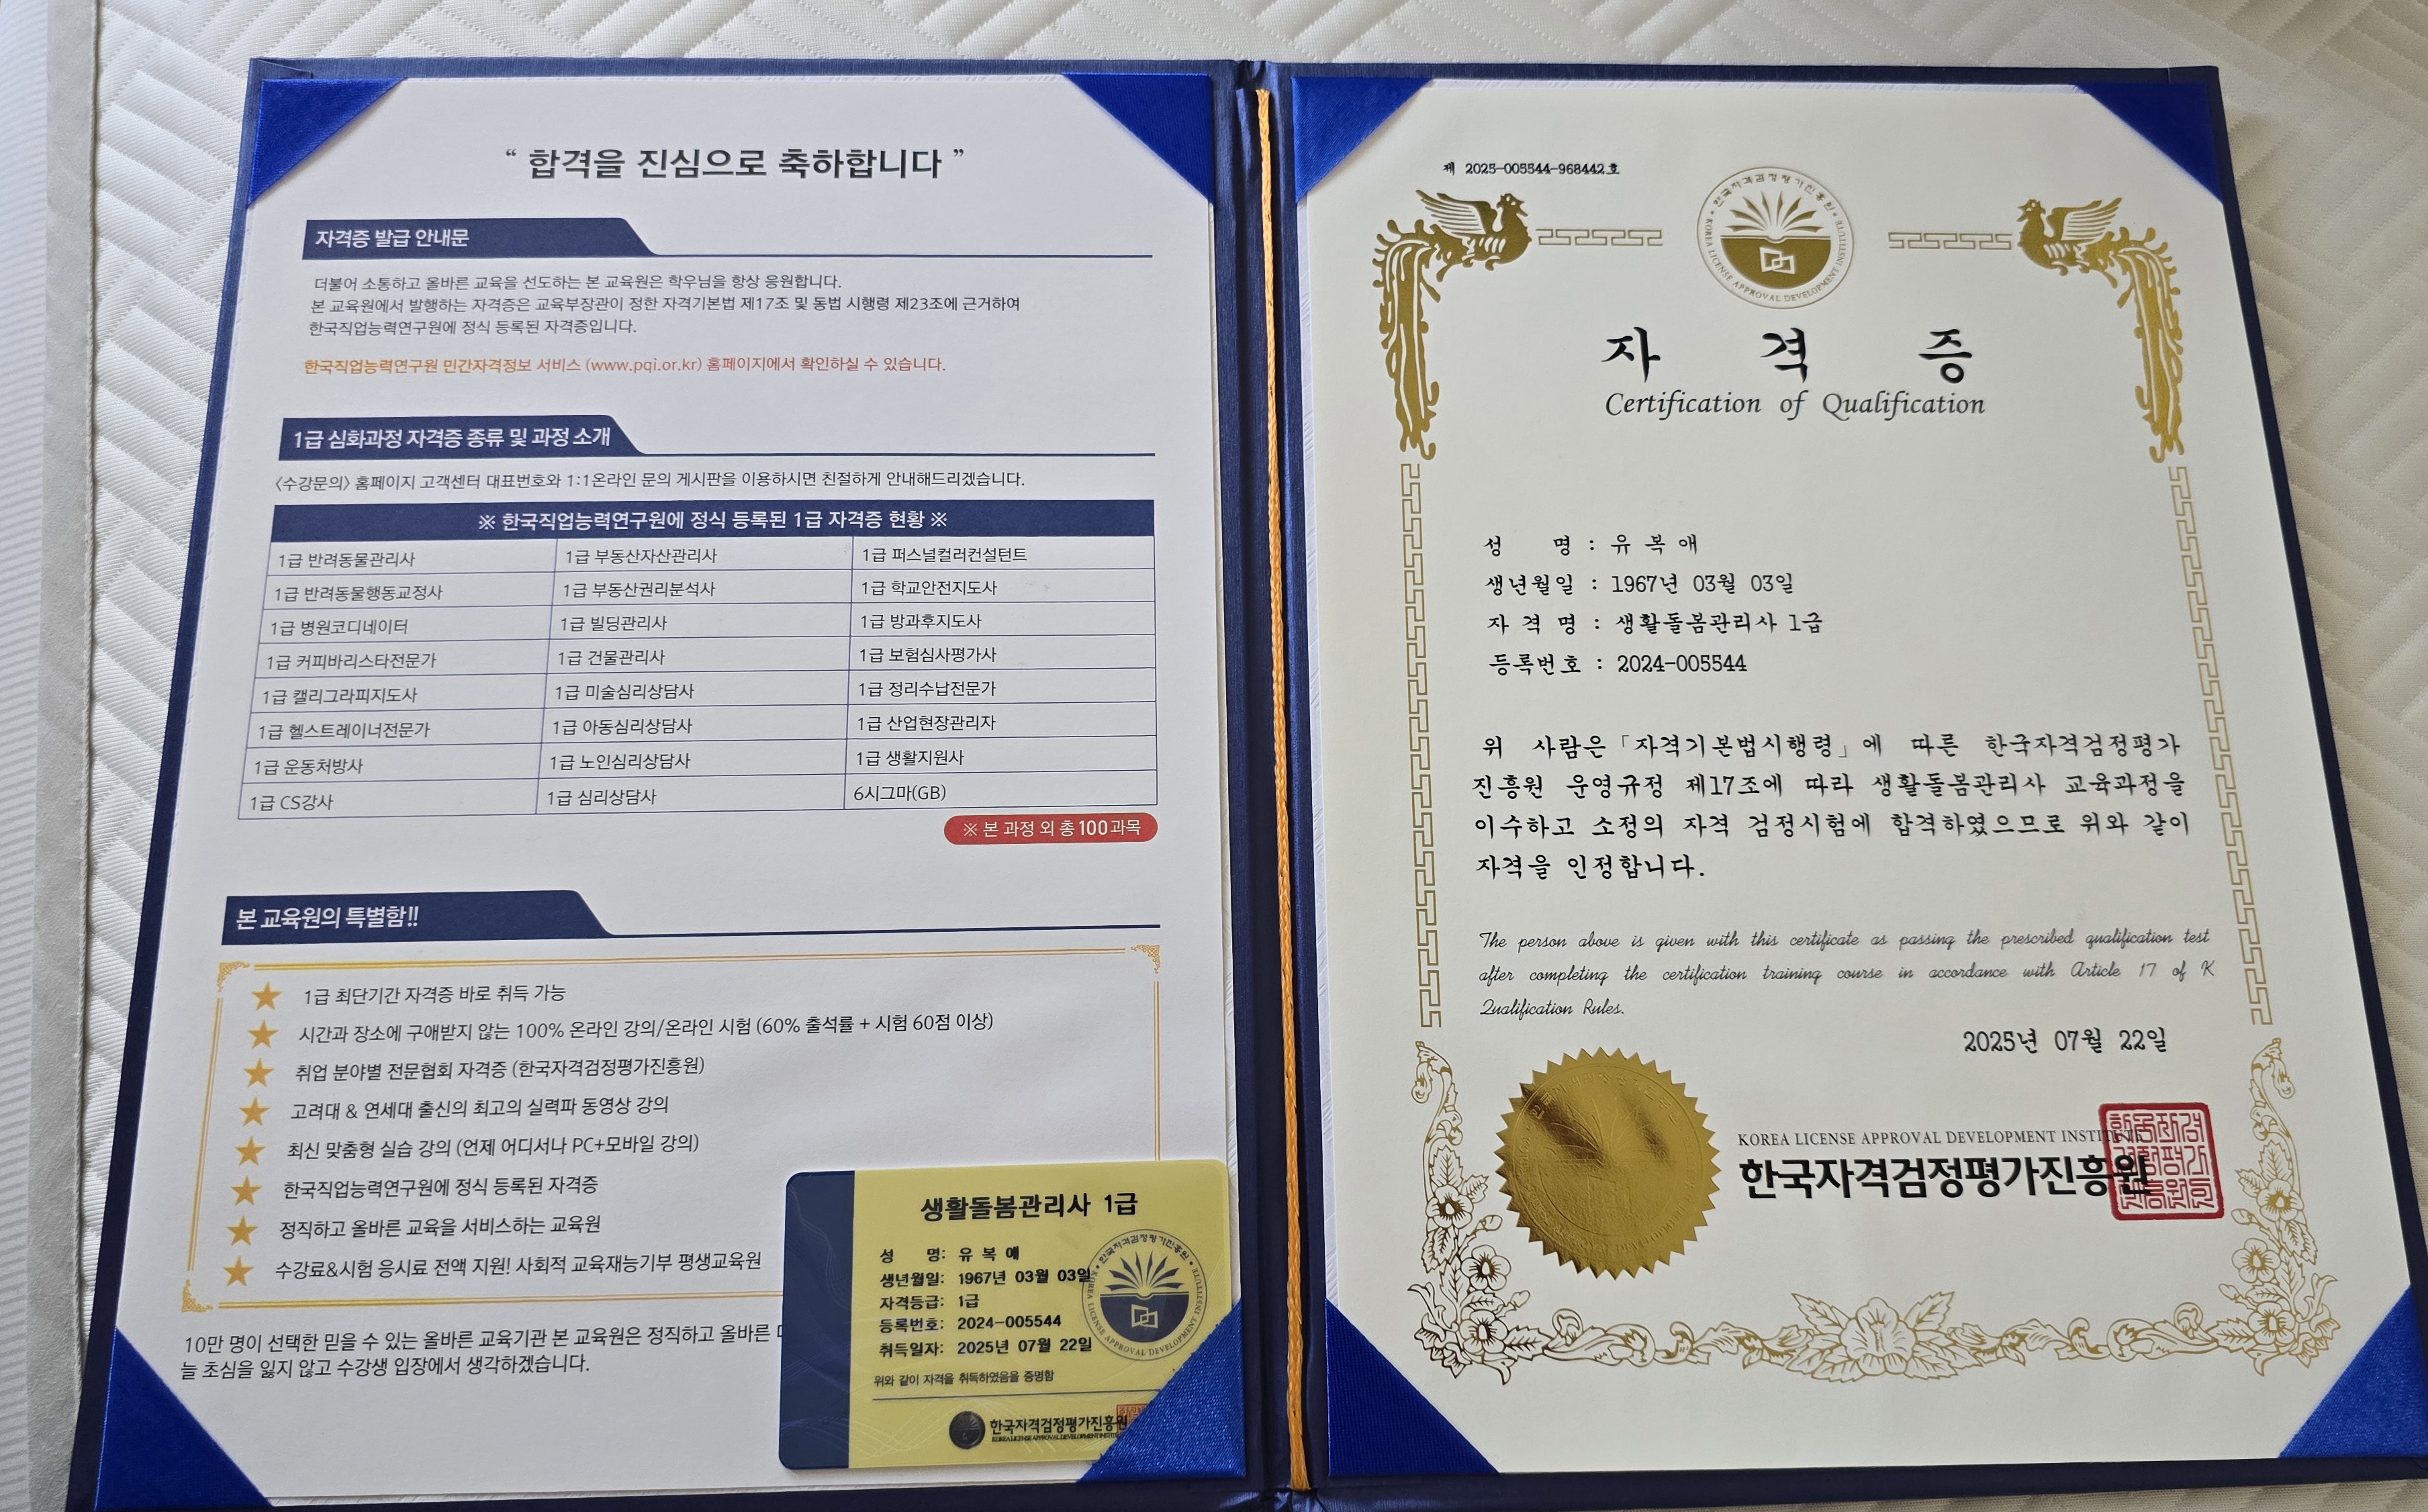 “ 합격을 진심으로 축하합니다 ”
자격증 발급 안내문
더불어 소통하고 올바른 교육을 선도하는 본 교육원은 학우님을 항상 응원합니다.
본 교육원에서 발행하는 자격증은 교육부장관이 정한 자격기본법 제17조 및 동법 시행령 제23조에 근거하여
한국직업능력연구원에 정식 등록된 자격증입니다.
한국직업능력연구원 민간자격정보 서비스 (www.pqi.or.kr) 홈페이지에서 확인하실 수 있습니다.
1급 심화과정 자격증 종류 및 과정 소개
<수강문의> 홈페이지 고객센터 대표번호와 1:1온라인 문의 게시판을 이용하시면 친절하게 안내해드리겠습니다.
※ 한국직업능력연구원에 정식 등록된 1급 자격증 현황 ※
1급 반려동물관리사 1급 부동산자산관리사 1급 퍼스널컬러컨설턴트
1급 반려동물행동교정사 1급 부동산권리분석사 1급 학교안전지도사
1급 병원코디네이터 1급 빌딩관리사 1급 방과후지도사
1급 커피바리스타전문가 1급 건물관리사 1급 보험심사평가사
1급 캘리그라피지도사 1급 미술심리상담사 1급 정리수납전문가
1급 헬스트레이너전문가 1급 아동심리상담사 1급 산업현장관리자
1급 운동처방사 1급 노인심리상담사 1급 생활지원사
1급 CS강사 1급 심리상담사 6시그마(GB)
※ 본 과정 외 총 100과목
본 교육원의 특별함!!
1급 최단기간 자격증 바로 취득 가능
시간과 장소에 구애받지 않는 100% 온라인 강의/온라인 시험 (60% 출석률 + 시험 60점 이상)
취업 분야별 전문협회 자격증 (한국자격검정평가진흥원)
고려대 & 연세대 출신의 최고의 실력파 동영상 강의
최신 맞춤형 실습 강의 (언제 어디서나 PC+모바일 강의)
한국직업능력연구원에 정식 등록된 자격증
정직하고 올바른 교육을 서비스하는 교육원
수강료&시험 응시료 전액 지원! 사회적 교육재능기부 평생교육원
10만 명이 선택한 믿을 수 있는 올바른 교육기관 본 교육원은 정직하고 올바른
늘 초심을 잃지 않고 수강생 입장에서 생각하겠습니다.
생활돌봄관리사 1급
성 명: 유 복 애
생년월일: 1967년 03월 03일
자격등급: 1급
등록번호: 2024-005544
취득일자: 2025년 07월 22일
위와 같이 자격을 취득하였음을 증명함
한국자격검정평가진흥원
KOREA LICENSE APPROVAL DEVELOPMENT INSTITUTE
한국자격검정평가진흥원
KOREA LICENSE APPROVAL DEVELOPMENT
제 2025-005544-968442호
한국자격검정평가진흥원
KOREA LICENSE APPROVAL DEVELOPMENT INSTITUTE
자 격 증
Certification of Qualification
성 명 : 유 복 애
생년월일 : 1967년 03월 03일
자 격 명 : 생활돌봄관리사 1급
등록번호 : 2024-005544
위 사람은「자격기본법시행령」에 따른 한국자격검정평가
진흥원 운영규정 제17조에 따라 생활돌봄관리사 교육과정을
이수하고 소정의 자격 검정시험에 합격하였으므로 위와 같이
자격을 인정합니다.
The person above is given with this certificate as passing the prescribed qualification test
after completing the certification training course in accordance with Article 17 of K
Qualification Rules.
2025년 07월 22일
KOREA LICENSE APPROVAL DEVELOPMENT INSTITUTE
한국자격검정평가진흥원